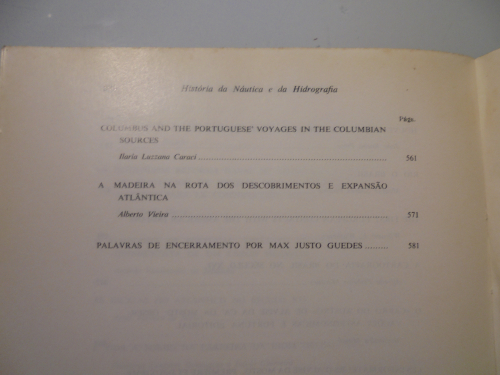 História da Náutica e da Hidrografia
Págs.
COLUMBUS AND THE PORTUGUESE VOYAGES IN THE COLUMBIAN
SOURCES
Ilaria Luzzana Caraci 561
A MADEIRA NA ROTA DOS DESCOBRIMENTOS E EXPANSÃO
ATLÂNTICA
Alberto Vieira 571
PALAVRAS DE ENCERRAMENTO POR MAX JUSTO GUEDES 581